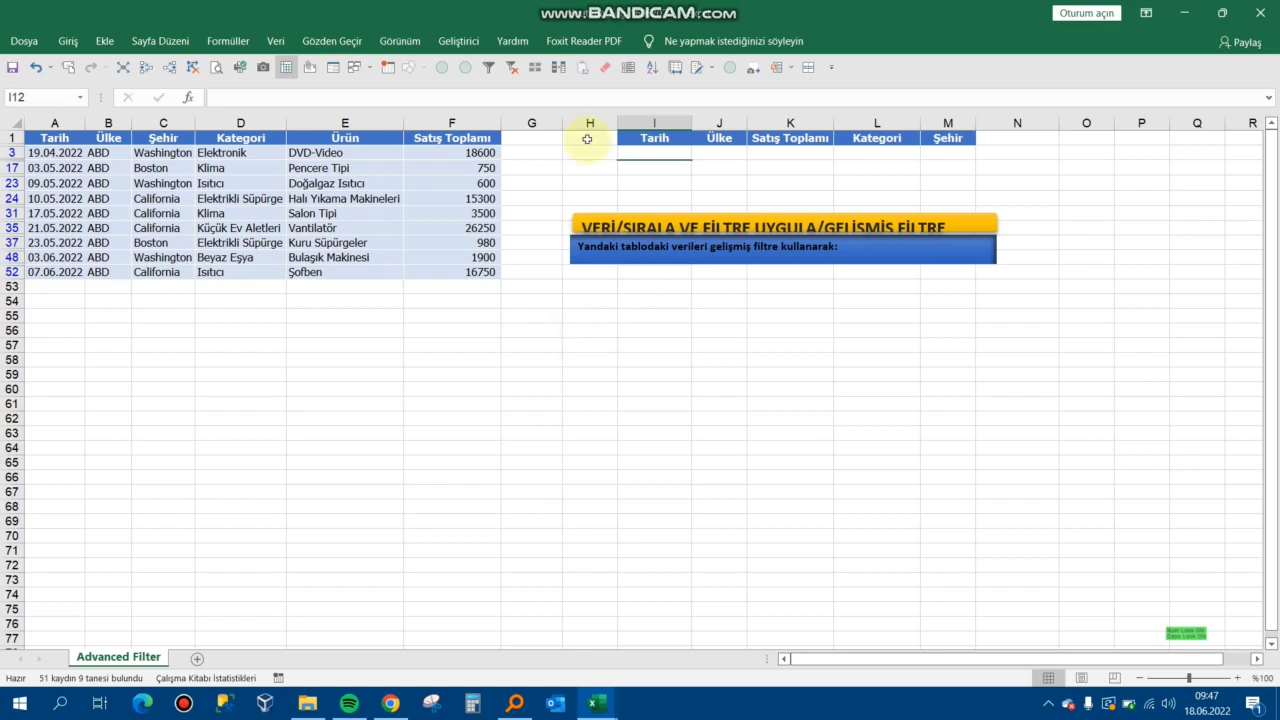 www.BANDICAM.com
Oturum açın
Dosya Giriş Ekle Sayfa Düzeni Formüller Veri Gözden Geçir Görünüm Geliştirici Yardım Foxit Reader PDF Ne yapmak istediğinizi söyleyin Paylaş
I12 fx
A B C D E F G H I J K L M N O P Q R
1 Tarih Ülke Şehir Kategori Ürün Satış Toplamı Tarih Ülke Satış Toplamı Kategori Şehir
3 19.04.2022 ABD Washington Elektronik DVD-Video 18600
17 03.05.2022 ABD Boston Klima Pencere Tipi 750
23 09.05.2022 ABD Washington Isıtıcı Doğalgaz Isıtıcı 600
24 10.05.2022 ABD California Elektrikli Süpürge Halı Yıkama Makineleri 15300
31 17.05.2022 ABD California Klima Salon Tipi 3500
VERİ/SIRALA VE FİLTRE UYGULA/GELİŞMİŞ FİLTRE
35 21.05.2022 ABD California Küçük Ev Aletleri Vantilatör 26250
37 23.05.2022 ABD Boston Elektrikli Süpürge Kuru Süpürgeler 980
Yandaki tablodaki verileri gelişmiş filtre kullanarak:
48 03.06.2022 ABD Washington Beyaz Eşya Bulaşık Makinesi 1900
52 07.06.2022 ABD California Isıtıcı Şofben 16750
53
54
55
56
57
58
59
60
61
62
63
64
65
66
67
68
69
70
71
72
73
74
75
76
77
Num Lock ON
Caps Lock ON
Advanced Filter
Hazır 51 kaydın 9 tanesi bulundu Çalışma Kitabı İstatistikleri %100
09:47
18.06.2022